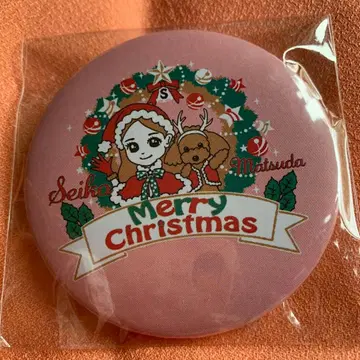 S
Seiko Matsuda
Merry
Christmas